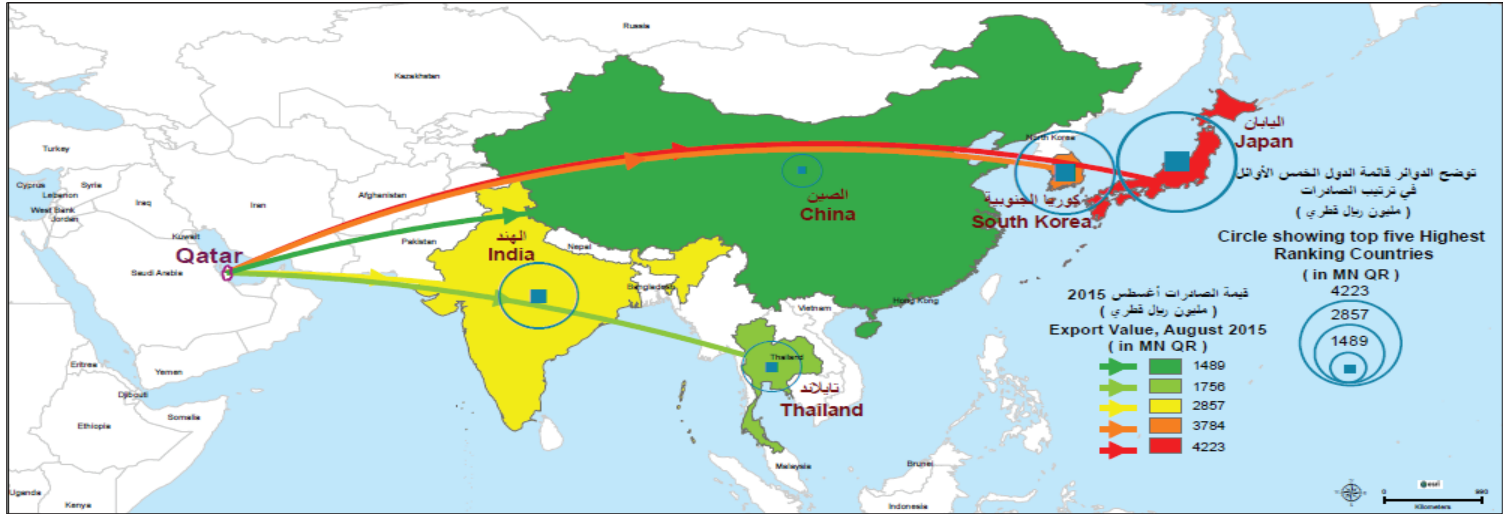 Russia
Kazakhstan
Turkey
Cyprus
Syria
Lebanon
West Bank
Jordan
Iraq
Iran
Afghanistan
Kuwait
Pakistan
Qatar
Saudi Arabia
الهند
India
Nepal
Bangladesh
الصين
China
North Korea
كوريا الجنوبية
South Korea
اليابان
Japan
Hong Kong
Vietnam
Thailand
تايلاند
Thailand
Malaysia
Brunei
Indonesia
Eritrea
Yemen
Djibouti
Ethiopia
Somalia
Uganda
Kenya
توضح الدوائر قائمة الدول الخمس الأوائل
في ترتيب الصادرات
( مليون ريال قطري )
Circle showing top five Highest
Ranking Countries
( in MN QR )
4223
2857
1489
قيمة الصادرات أغسطس 2015
( مليون ريال قطري )
Export Value, August 2015
( in MN QR )
1489
1756
2857
3784
4223
esri
0 990
Kilometers